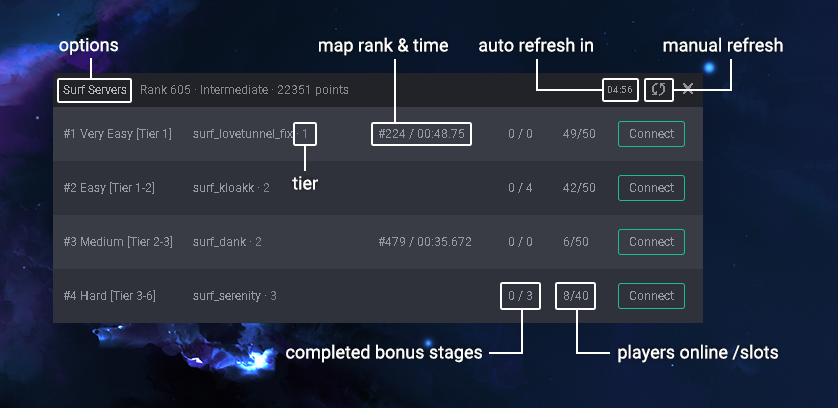 options
map rank & time
auto refresh in
manual refresh
Surf Servers Rank 605 · Intermediate · 22351 points 04:56
#1 Very Easy [Tier 1] surf_lovetunnel_fix · 1 #224 / 00:48.75 0 / 0 49/50 Connect
tier
#2 Easy [Tier 1-2] surf_kloakk · 2 0 / 4 42/50 Connect
#3 Medium [Tier 2-3] surf_dank · 2 #479 / 00:35.672 0 / 0 6/50 Connect
#4 Hard [Tier 3-6] surf_serenity · 3 0 / 3 8/40 Connect
completed bonus stages
players online /slots